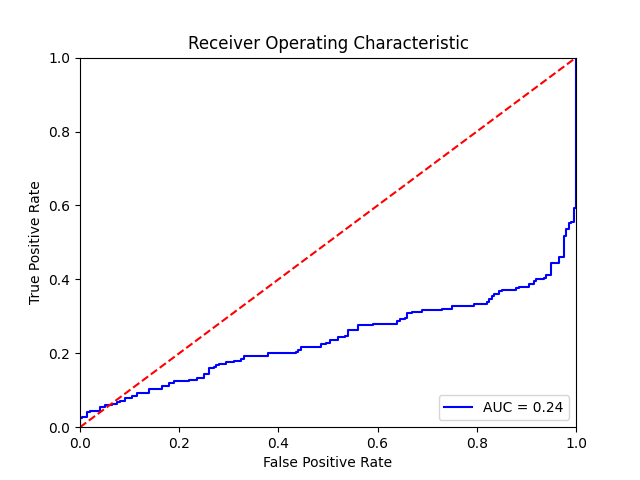 Receiver Operating Characteristic
1.0
0.8
0.6
0.4
0.2
0.0
True Positive Rate
AUC = 0.24
0.0 0.2 0.4 0.6 0.8 1.0
False Positive Rate